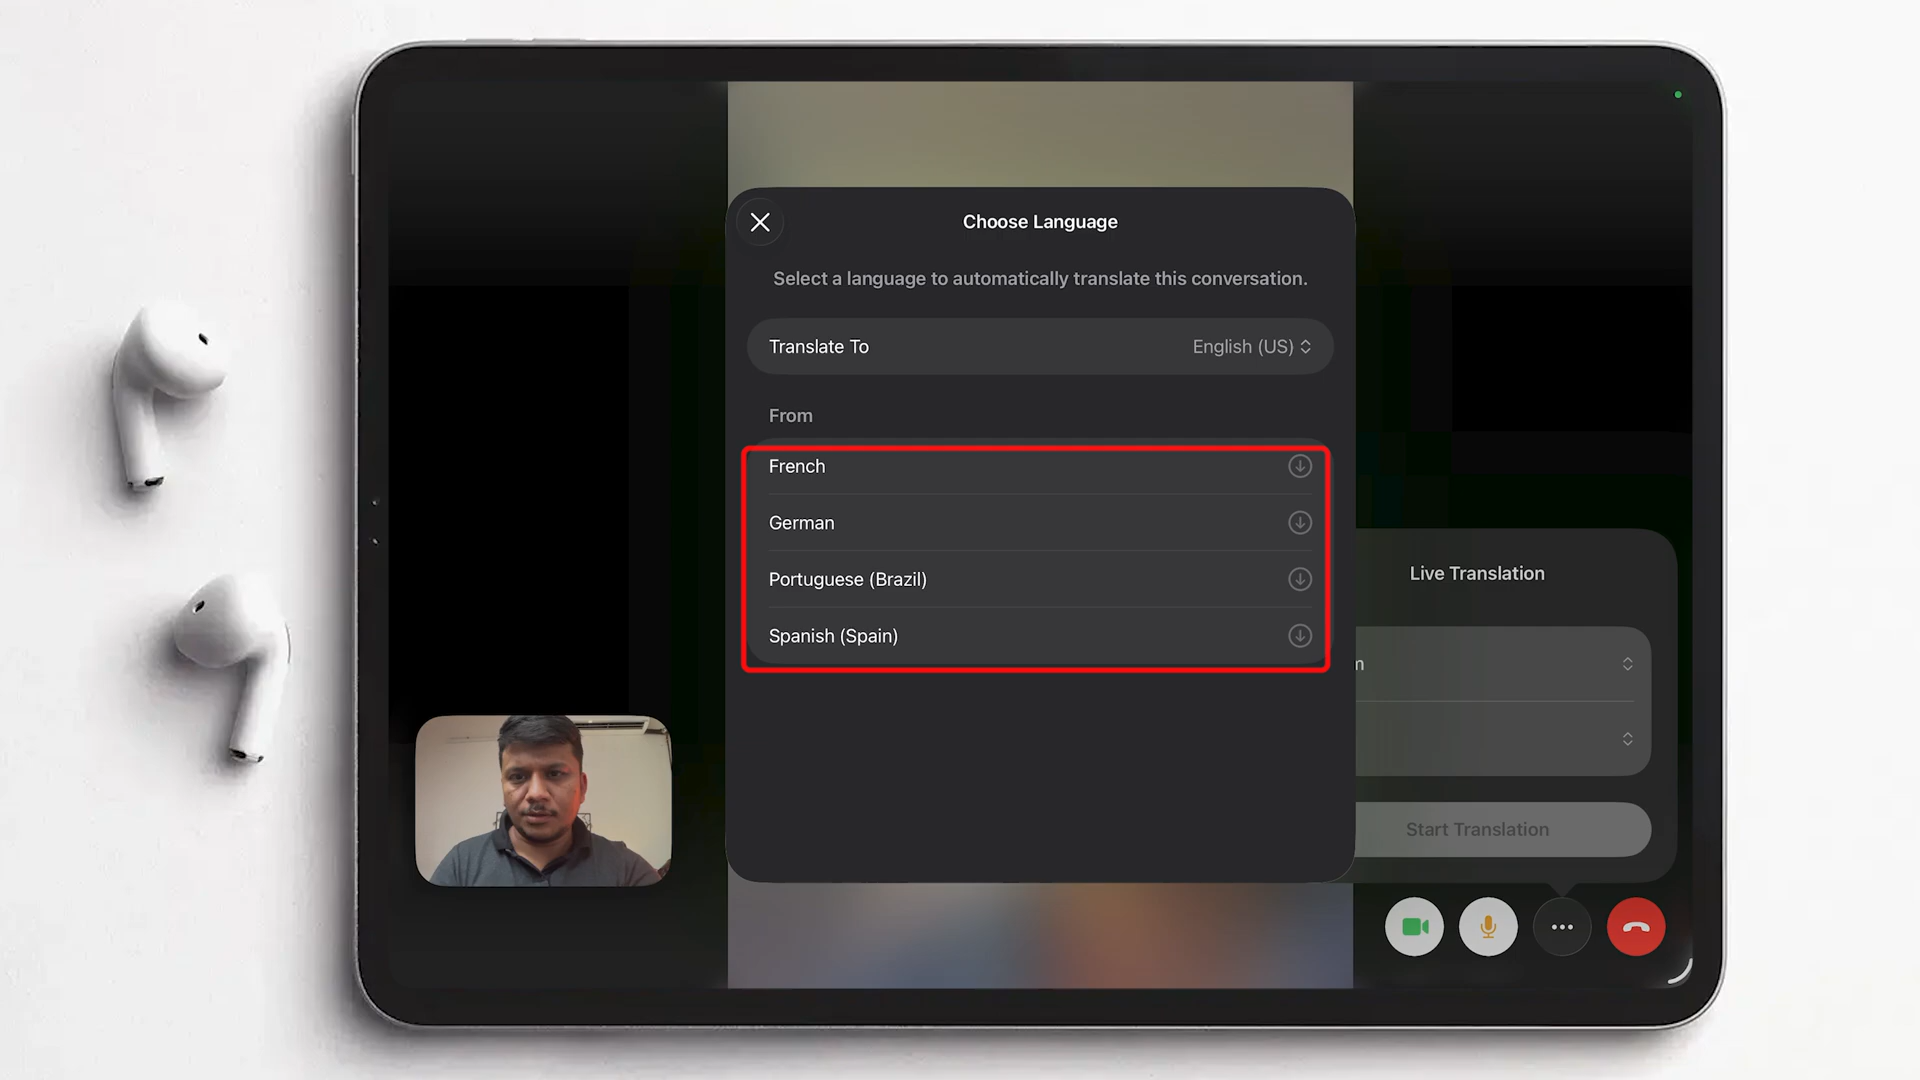 Choose Language
Select a language to automatically translate this conversation.
Translate To
English (US)
From
French
German
Portuguese (Brazil)
Spanish (Spain)
Live Translation
m
Start Translation